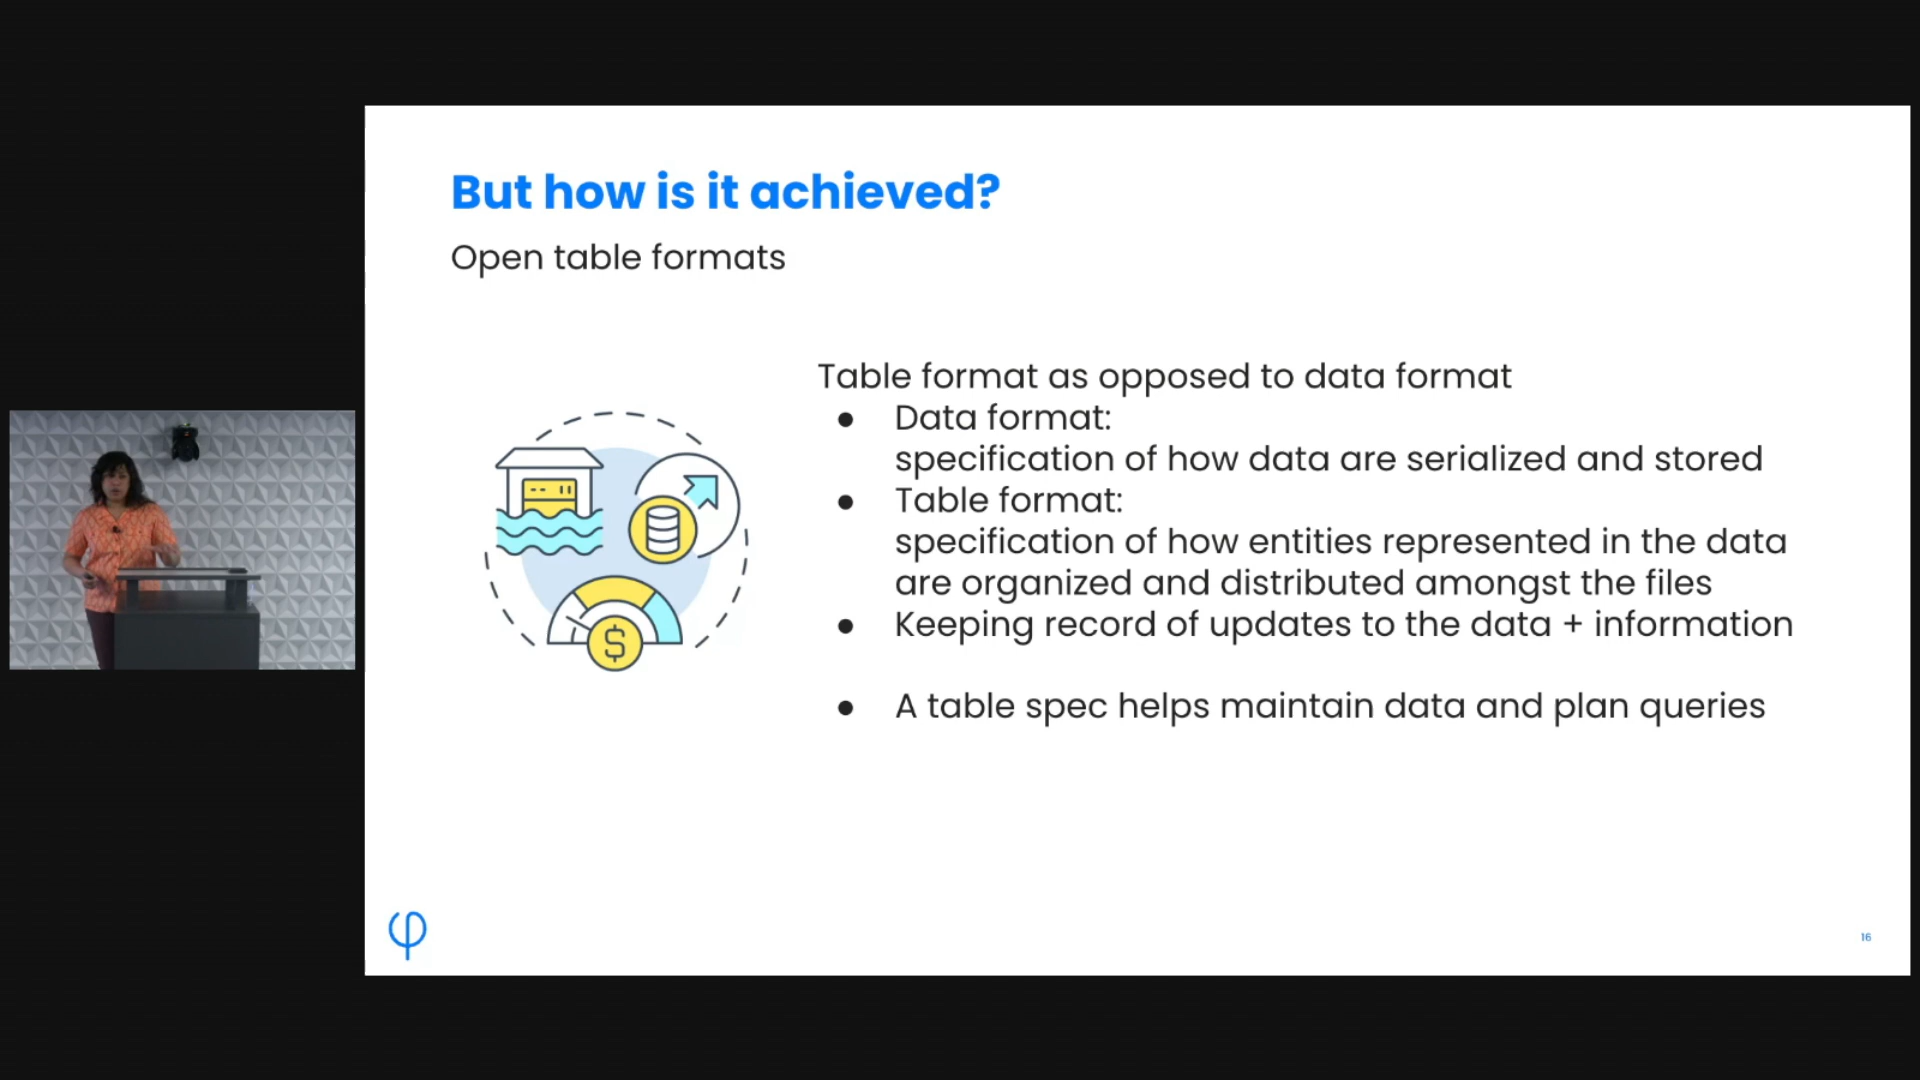 But how is it achieved?
Open table formats
Table format as opposed to data format
● Data format:
specification of how data are serialized and stored
● Table format:
specification of how entities represented in the data
are organized and distributed amongst the files
● Keeping record of updates to the data + information
● A table spec helps maintain data and plan queries
$
φ
16